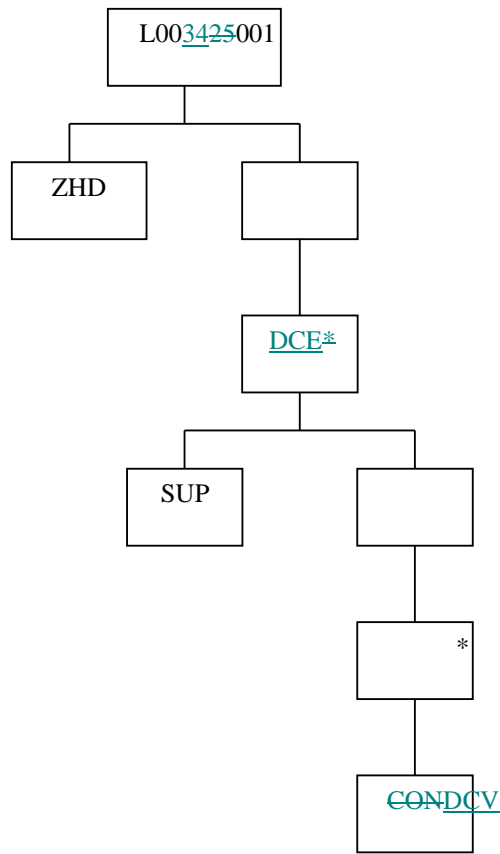 L003425001
ZHD
DCE*
SUP
*
CONDCV